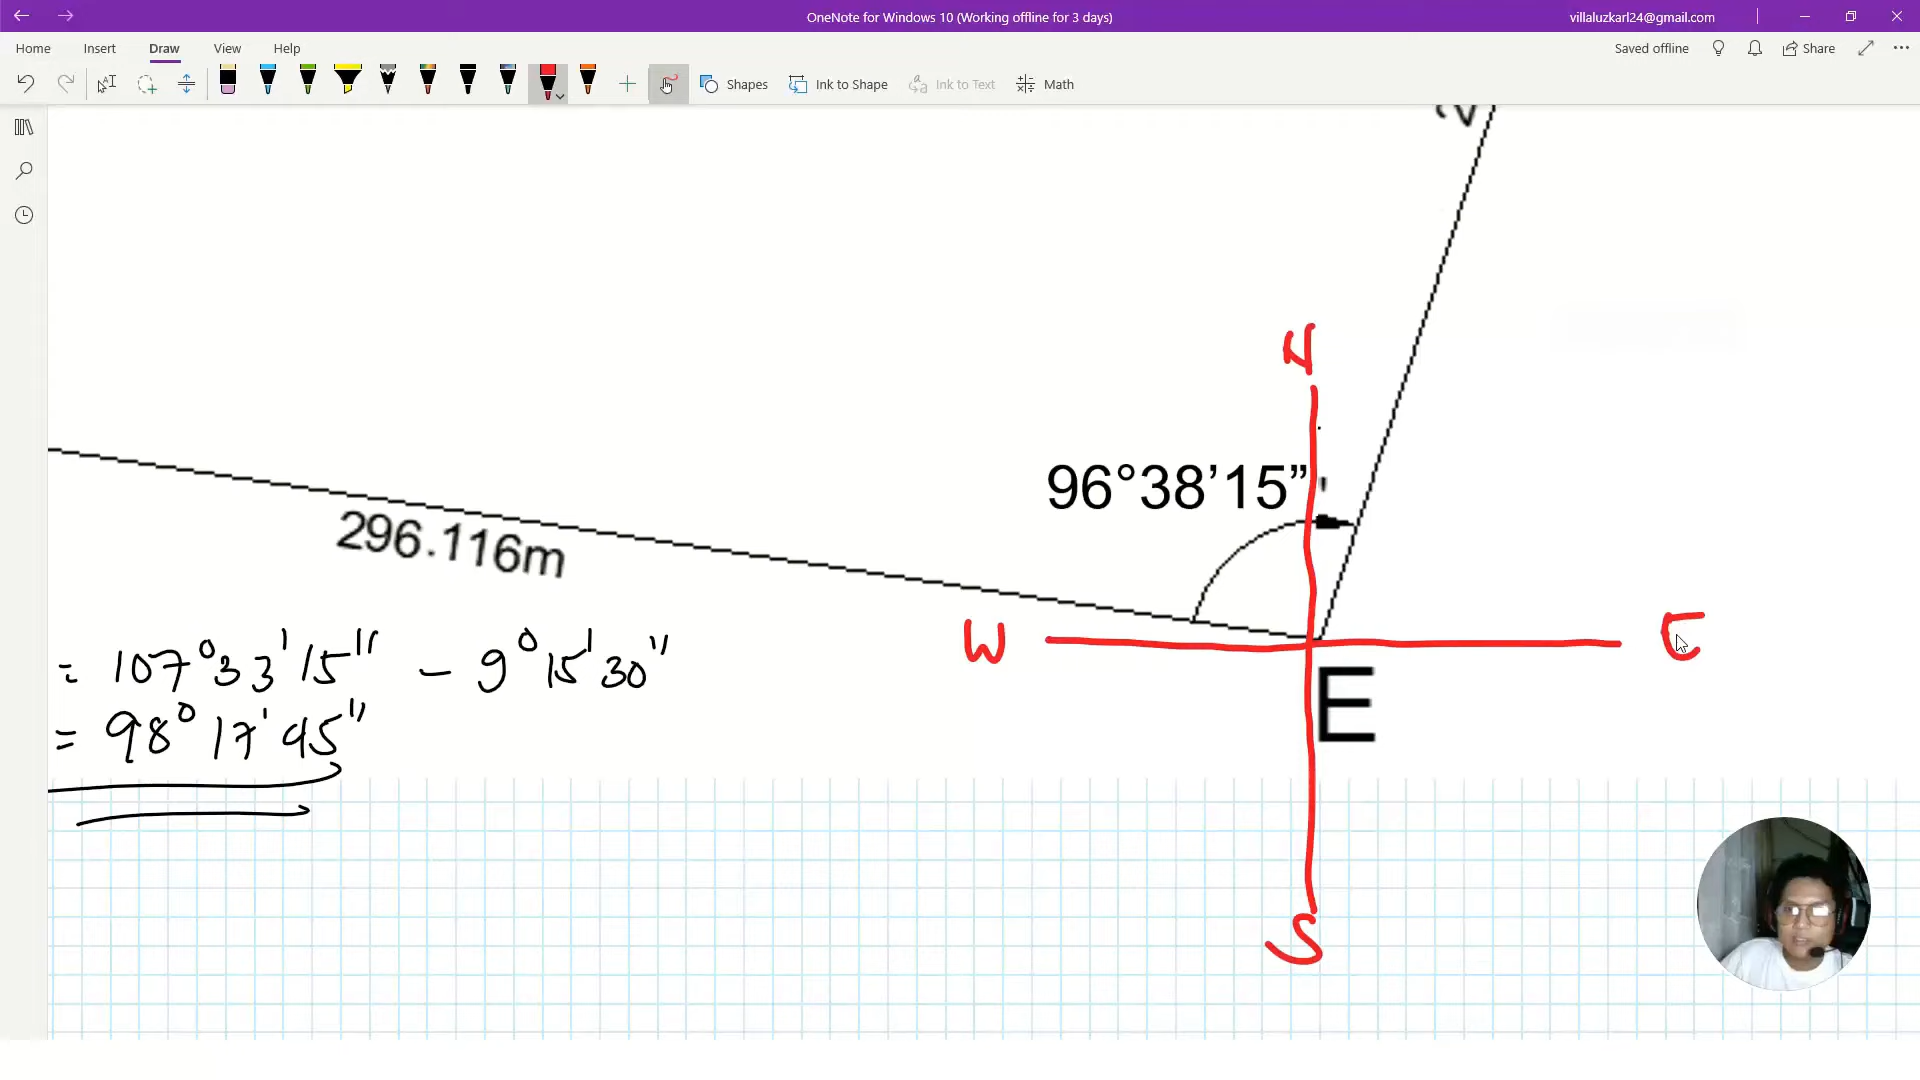 OneNote for Windows 10 (Working offline for 3 days)
villaluzkarl24@gmail.com
Home Insert Draw View Help
Saved offline
Share
Shapes
Ink to Shape
Ink to Text
Math
N
96°38’15”
296.116m
W
E
= 107°33'15" - 9°15'30"
E
= 98°17'45"
S